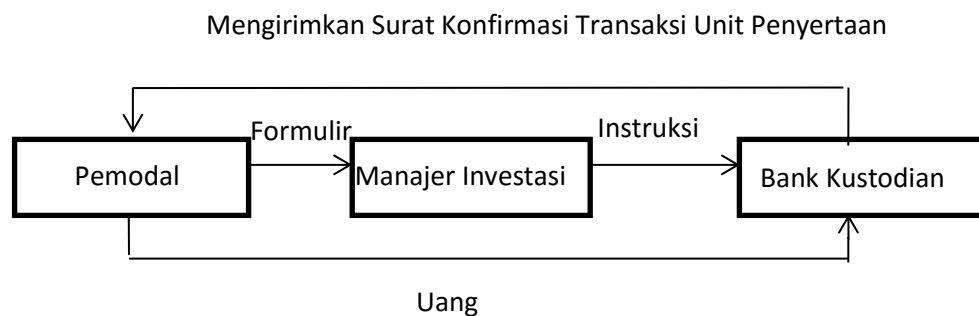 Mengirimkan Surat Konfirmasi Transaksi Unit Penyertaan
Formulir
Instruksi
Pemodal
Manajer Investasi
Bank Kustodian
Uang